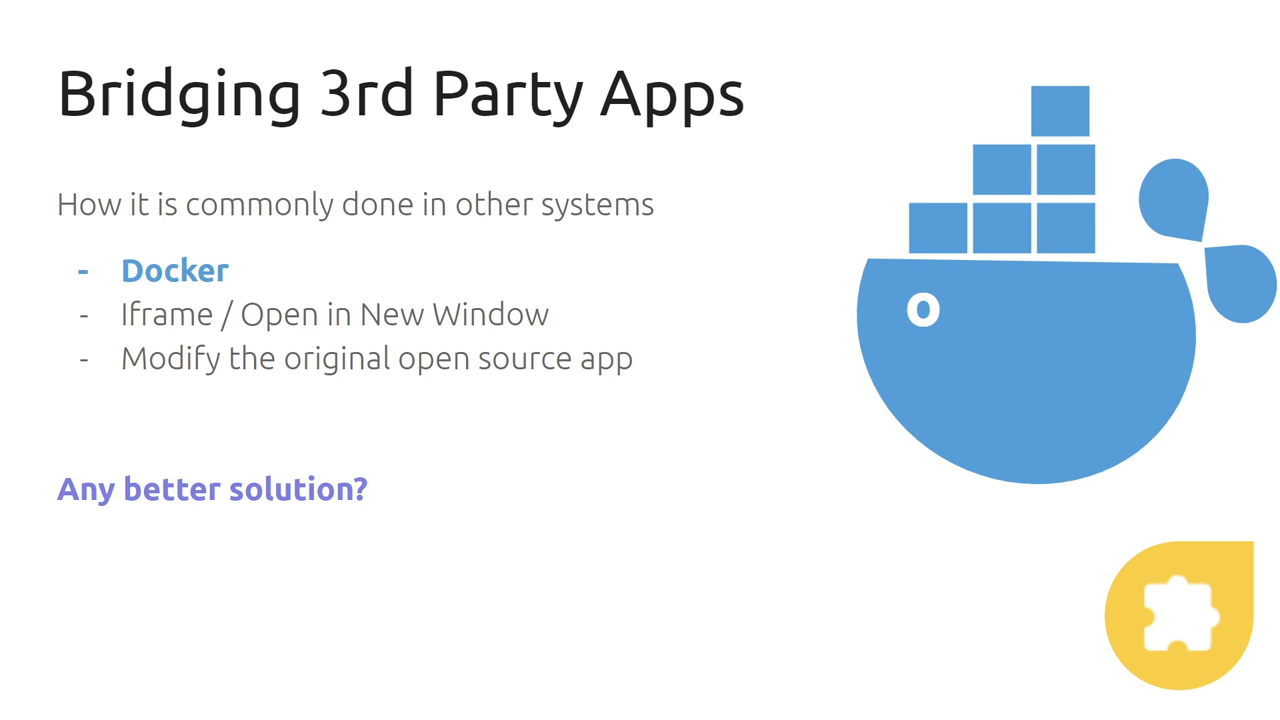 Bridging 3rd Party Apps
How it is commonly done in other systems
- Docker
- Iframe / Open in New Window
- Modify the original open source app
Any better solution?